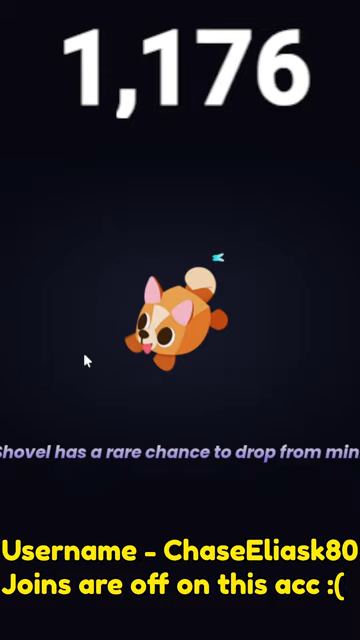 1,176
Shovel has a rare chance to drop from min
Username - ChaseEliask80
Joins are off on this acc :(